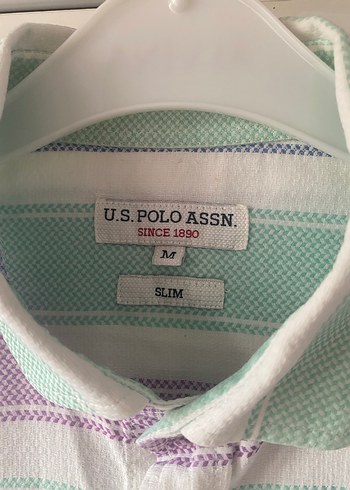 U.S. POLO ASSN.
SINCE 1890
M
SLIM